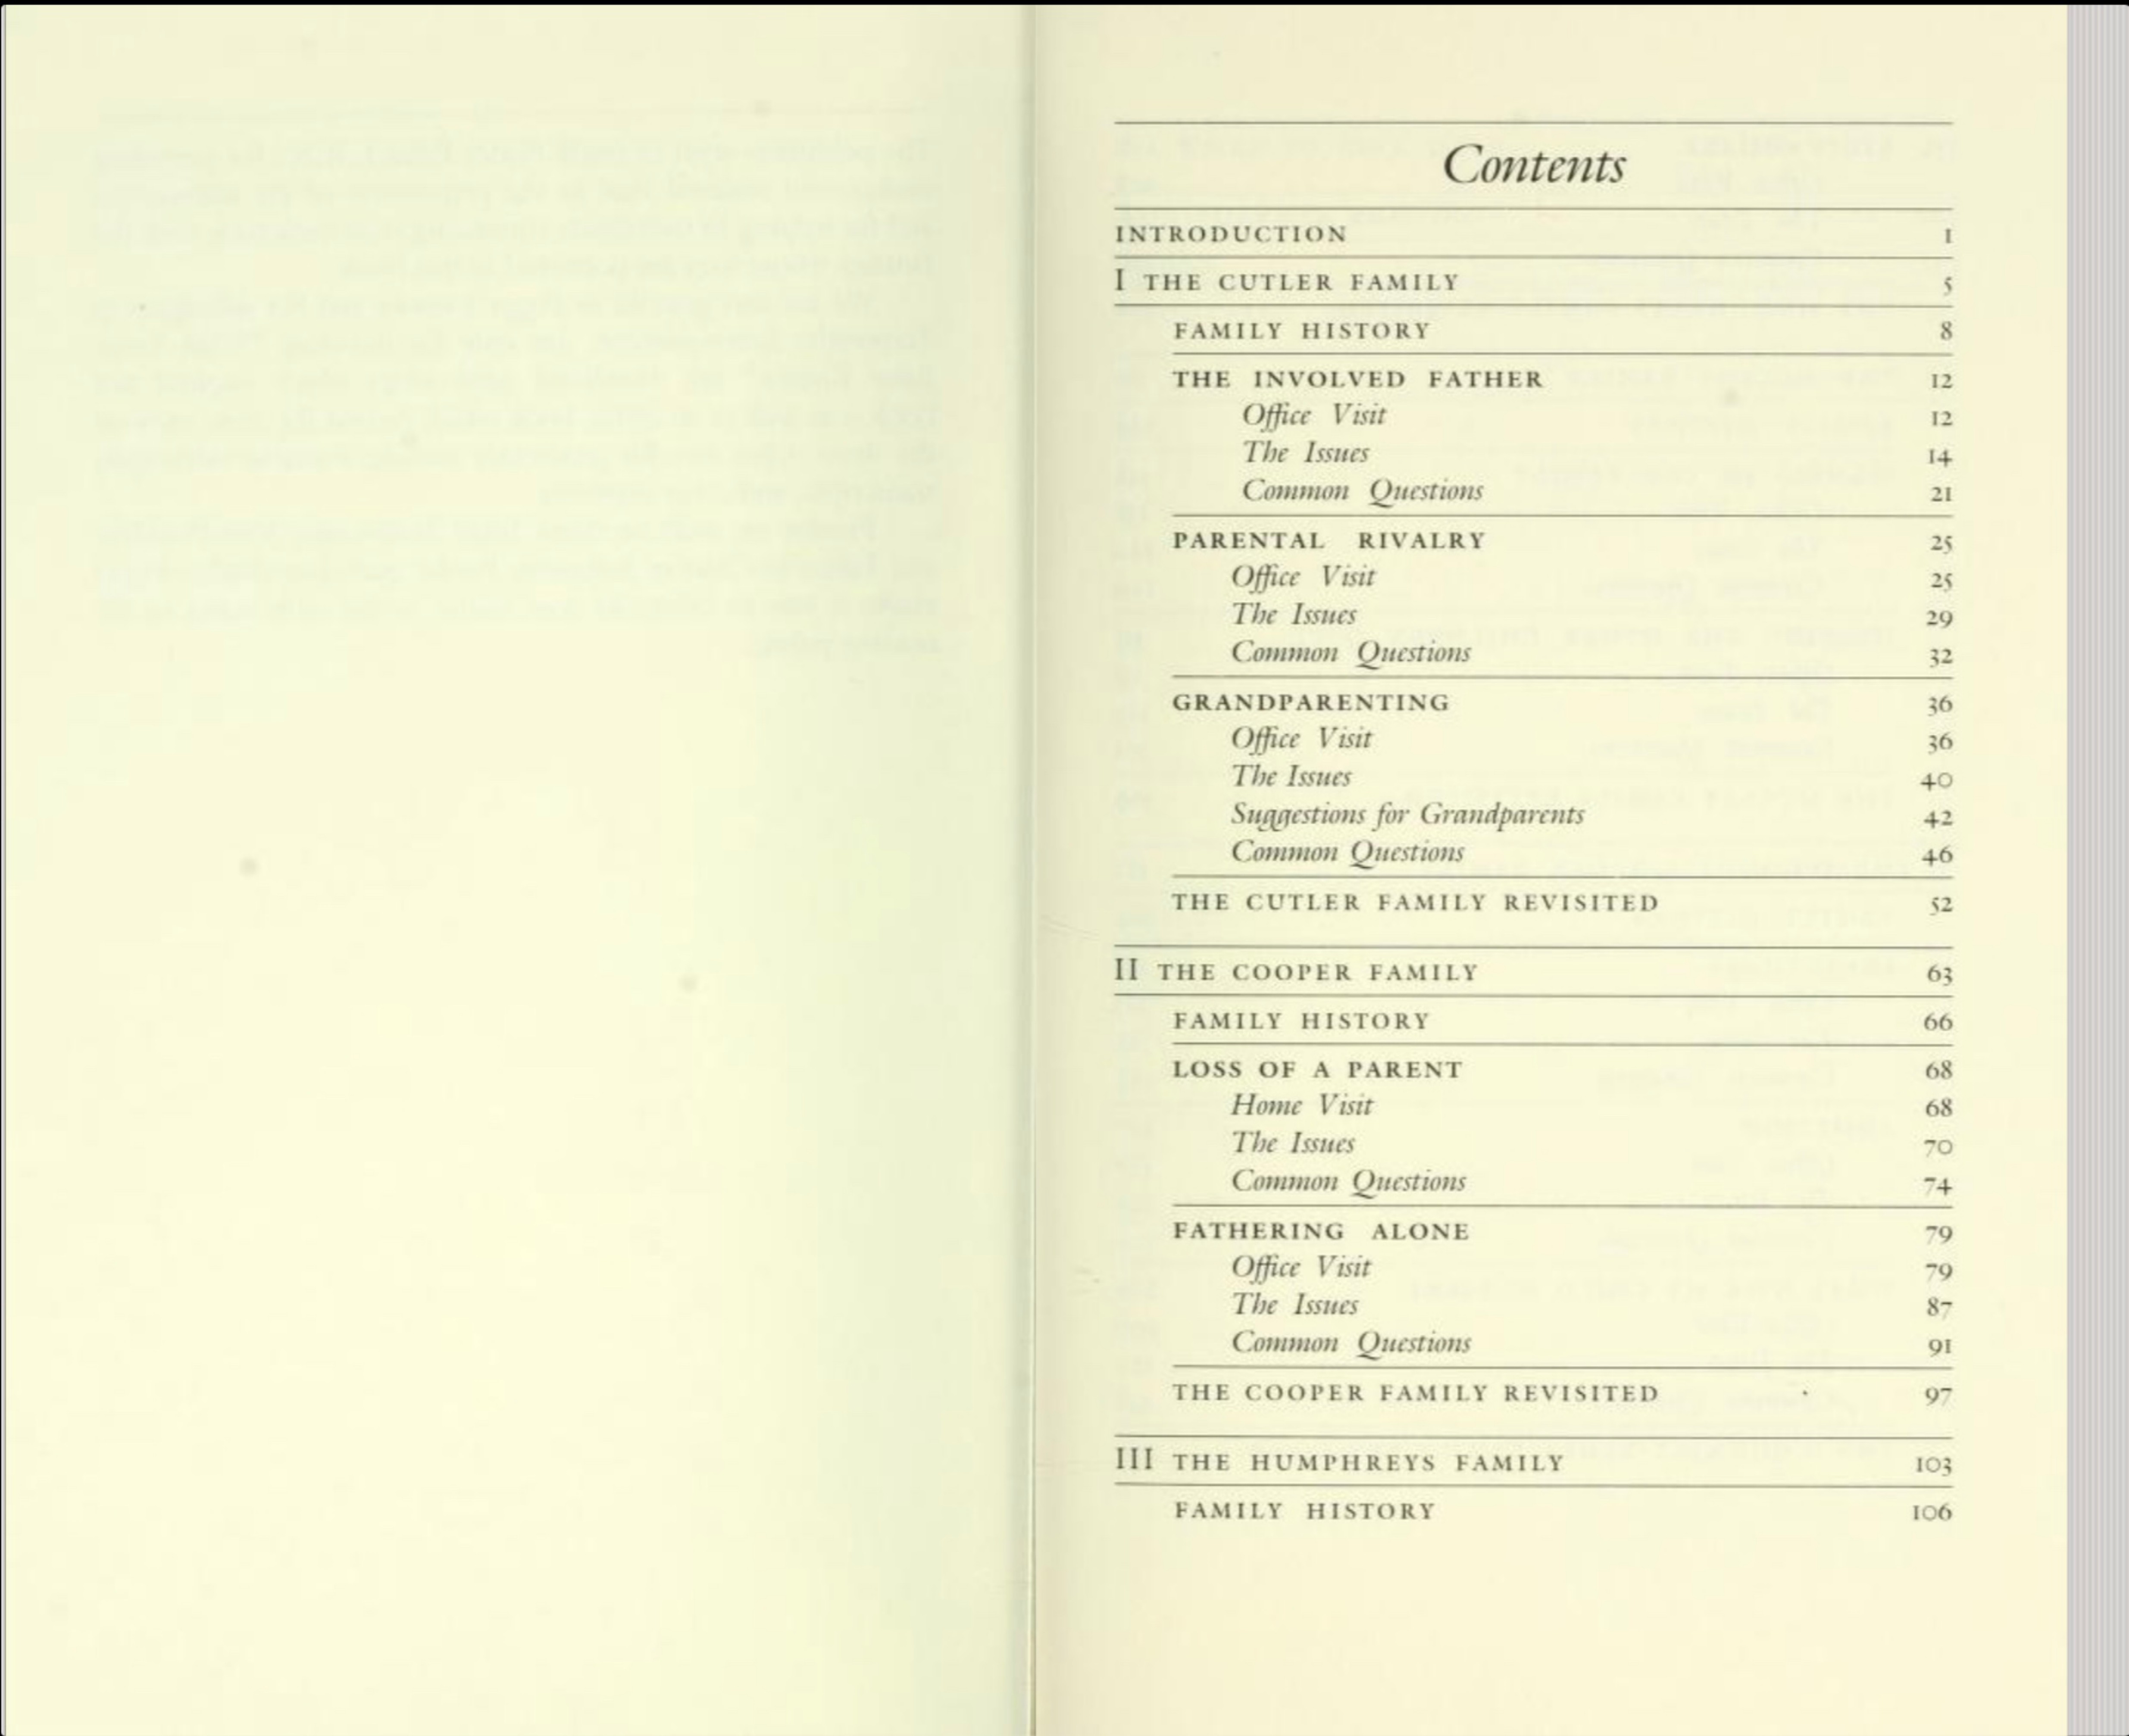 Contents
INTRODUCTION 1
I THE CUTLER FAMILY 5
FAMILY HISTORY 8
THE INVOLVED FATHER 12
Office Visit 12
The Issues 14
Common Questions 21
PARENTAL RIVALRY 25
Office Visit 25
The Issues 29
Common Questions 32
GRANDPARENTING 36
Office Visit 36
The Issues 40
Suggestions for Grandparents 42
Common Questions 46
THE CUTLER FAMILY REVISITED 52
II THE COOPER FAMILY 63
FAMILY HISTORY 66
LOSS OF A PARENT 68
Home Visit 68
The Issues 70
Common Questions 74
FATHERING ALONE 79
Office Visit 79
The Issues 87
Common Questions 91
THE COOPER FAMILY REVISITED 97
III THE HUMPHREYS FAMILY 103
FAMILY HISTORY 106